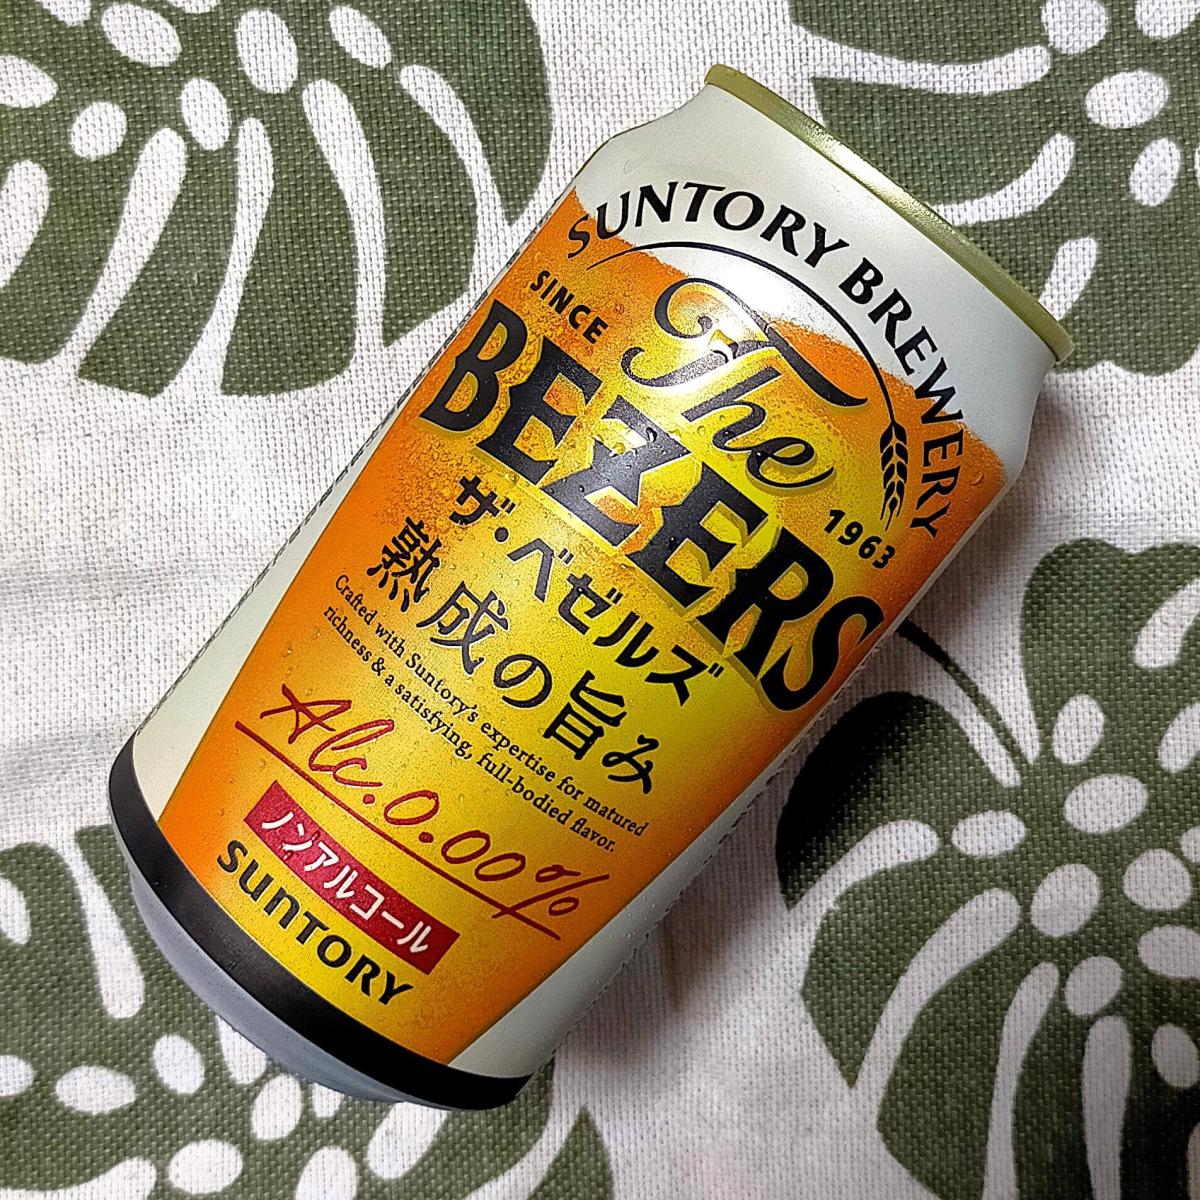 SUNTORY BREWERY
SINCE 1963
The
BEZERS
ザ・ベゼルズ
熟成の旨み
Crafted with Suntory's expertise for matured
richness & a satisfying, full-bodied flavor.
Alc.0.00%
ノンアルコール
SUNTORY